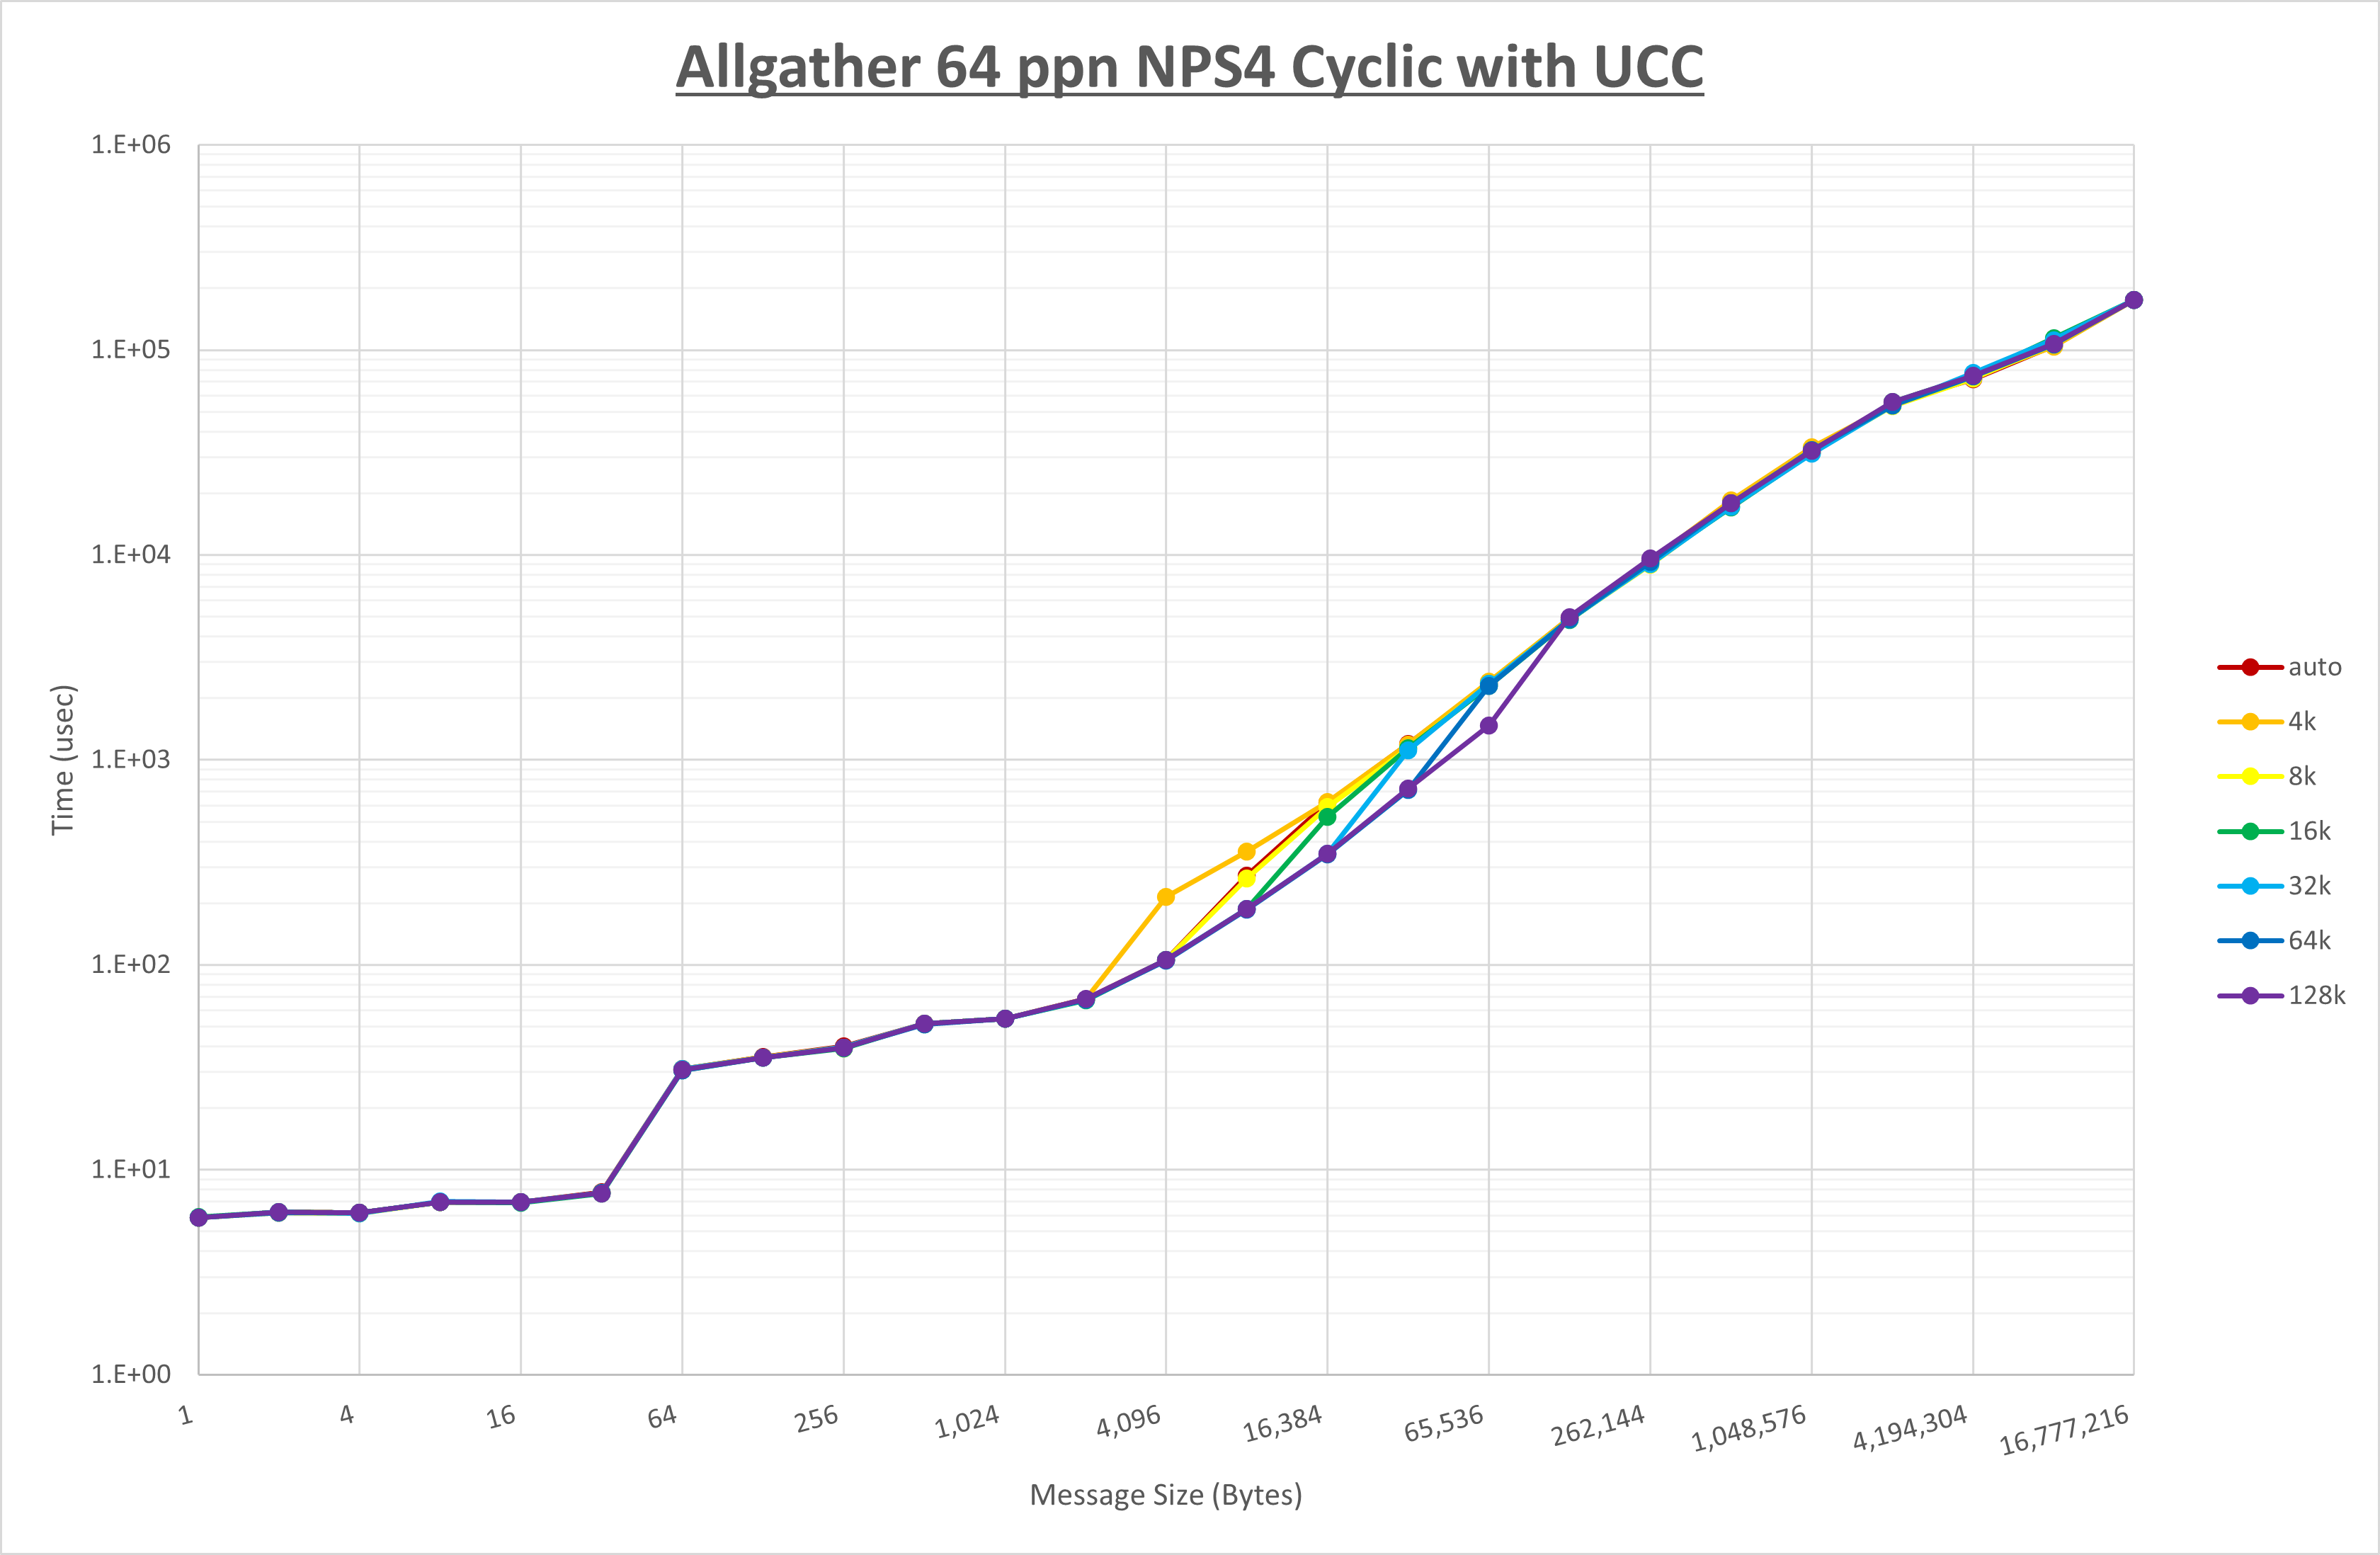 Allgather 64 ppn NPS4 Cyclic with UCC
1.E+06
1.E+05
1.E+04
1.E+03
1.E+02
1.E+01
1.E+00
Time (usec)
1 4 16 64 256 1,024 4,096 16,384 65,536 262,144 1,048,576 4,194,304 16,777,216
Message Size (Bytes)
auto
4k
8k
16k
32k
64k
128k